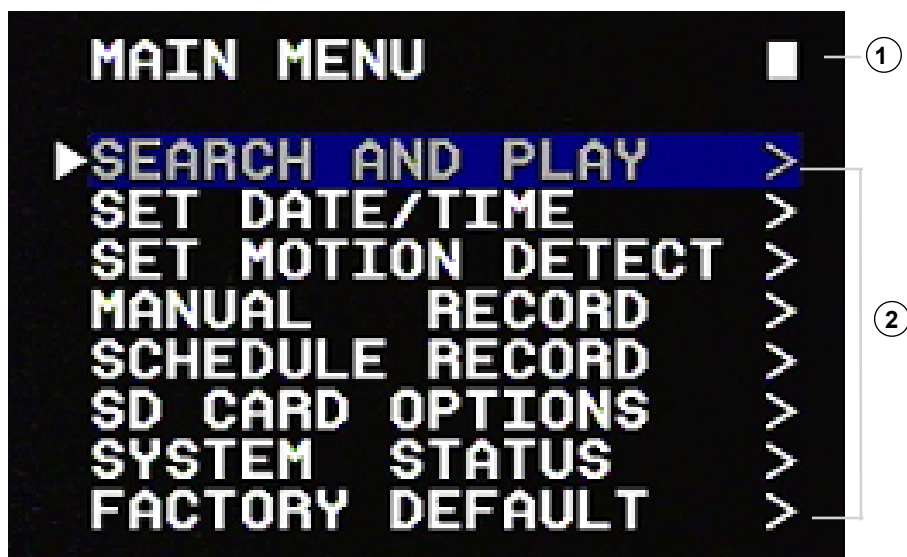 MAIN MENU
1
SEARCH AND PLAY >
SET DATE/TIME >
SET MOTION DETECT >
MANUAL RECORD >
SCHEDULE RECORD >
SD CARD OPTIONS >
SYSTEM STATUS >
FACTORY DEFAULT >
2